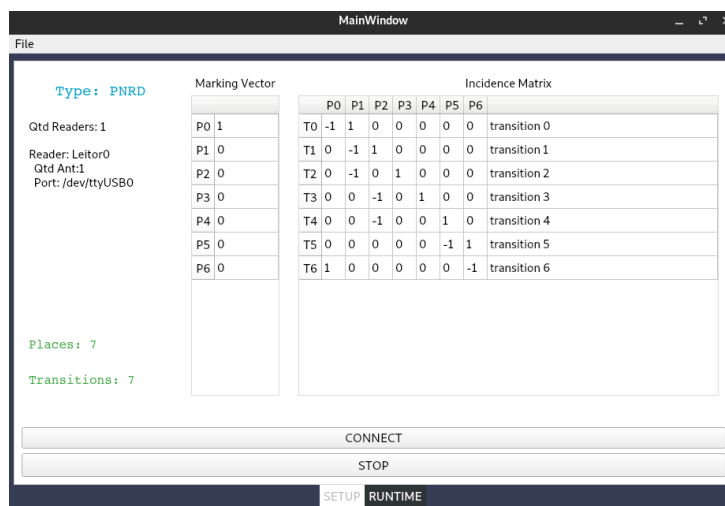 MainWindow
File
Type: PNRD
Qtd Readers: 1
Reader: Leitor0
Qtd Ant:1
Port: /dev/ttyUSB0
Places: 7
Transitions: 7
Marking Vector
P0 1
P1 0
P2 0
P3 0
P4 0
P5 0
P6 0
Incidence Matrix
P0 P1 P2 P3 P4 P5 P6
T0 -1 1 0 0 0 0 0 transition 0
T1 0 -1 1 0 0 0 0 transition 1
T2 0 -1 0 1 0 0 0 transition 2
T3 0 0 -1 0 1 0 0 transition 3
T4 0 0 -1 0 0 1 0 transition 4
T5 0 0 0 0 0 -1 1 transition 5
T6 1 0 0 0 0 0 -1 transition 6
CONNECT
STOP
SETUP RUNTIME